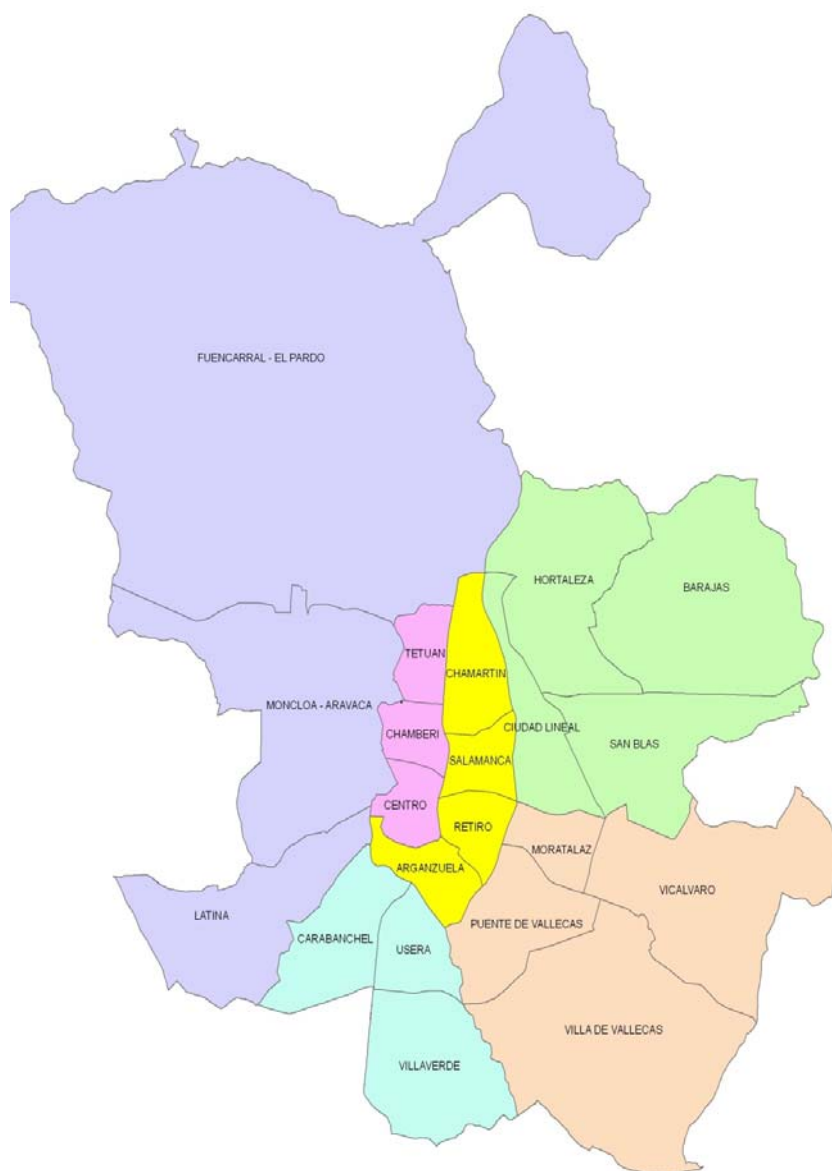 FUENCARRAL - EL PARDO
HORTALEZA
BARAJAS
TETUAN
CHAMARTIN
MONCLOA - ARAVACA
CHAMBERI
CIUDAD LINEAL
SAN BLAS
SALAMANCA
CENTRO
RETIRO
MORATALAZ
ARGANZUELA
VICALVARO
LATINA
PUENTE DE VALLECAS
CARABANCHEL
USERA
VILLA DE VALLECAS
VILLAVERDE